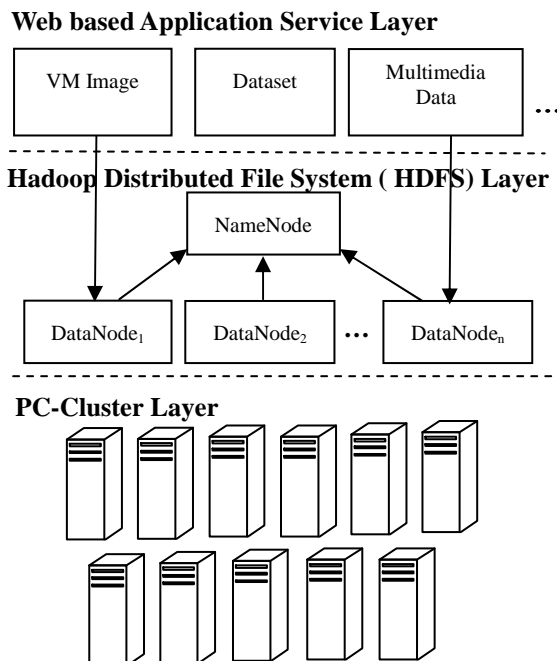 Web based Application Service Layer
VM Image
Dataset
Multimedia
Data
...
Hadoop Distributed File System ( HDFS) Layer
NameNode
DataNode₁
DataNode₂
...
DataNodeₙ
PC-Cluster Layer